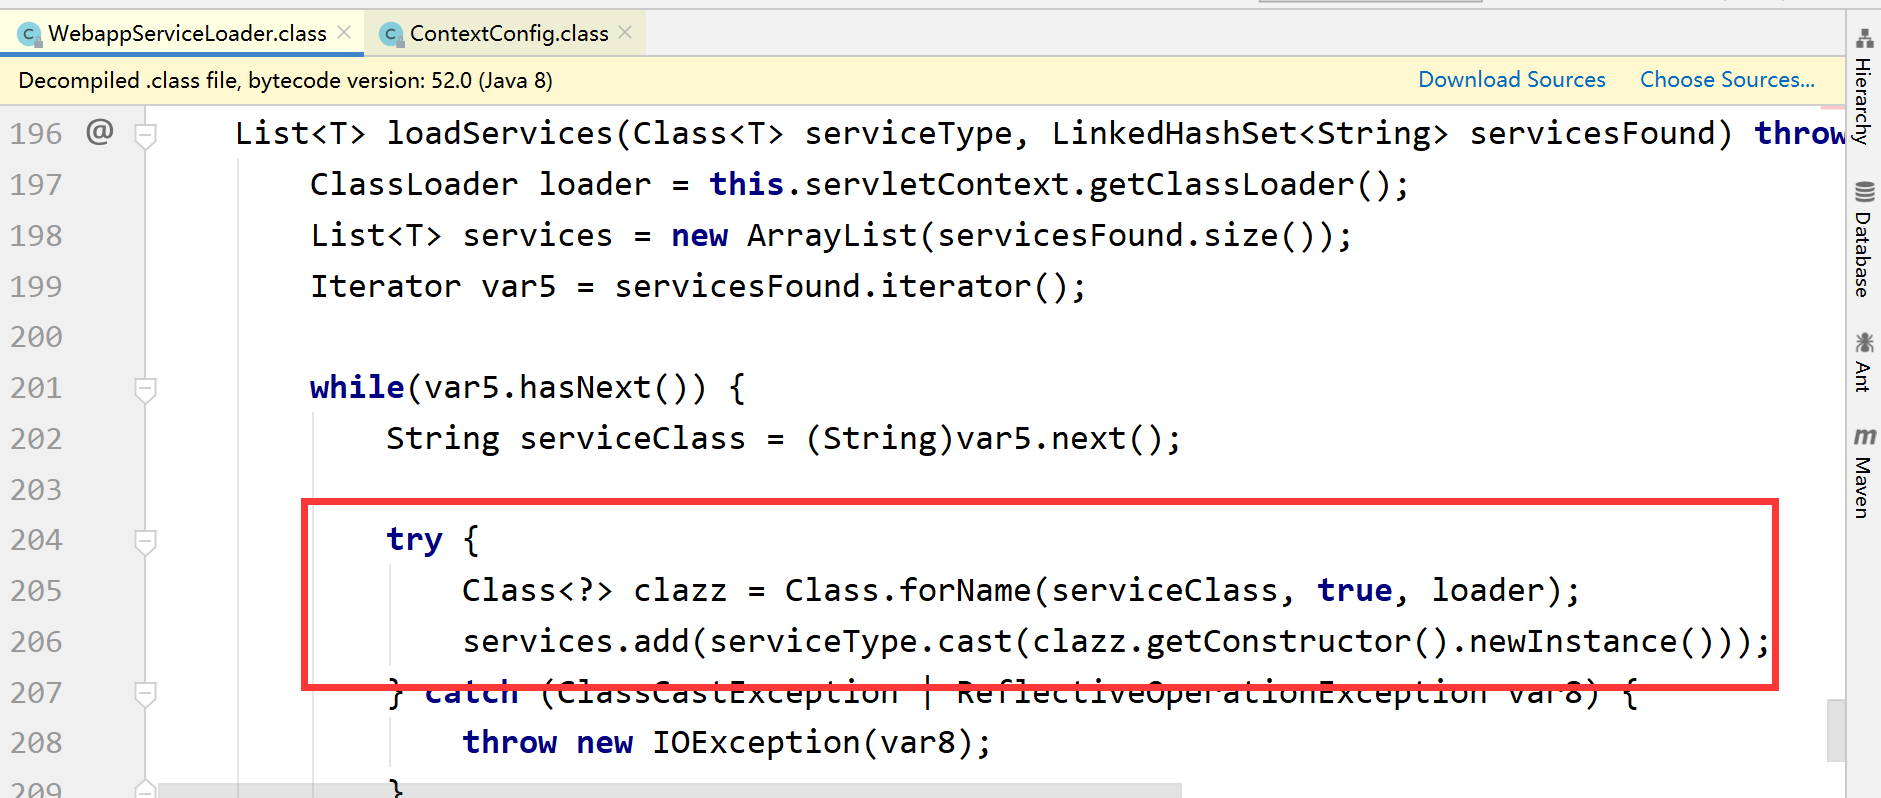 WebappServiceLoader.class ContextConfig.class
Decompiled .class file, bytecode version: 52.0 (Java 8) Download Sources Choose Sources...
196 @ List<T> loadServices(Class<T> serviceType, LinkedHashSet<String> servicesFound) throw
197 ClassLoader loader = this.servletContext.getClassLoader();
198 List<T> services = new ArrayList(servicesFound.size());
199 Iterator var5 = servicesFound.iterator();
200
201 while(var5.hasNext()) {
202 String serviceClass = (String)var5.next();
203
204 try {
205 Class<?> clazz = Class.forName(serviceClass, true, loader);
206 services.add(serviceType.cast(clazz.getConstructor().newInstance()));
207 } catch (ClassCastException | ReflectiveOperationException var8) {
208 throw new IOException(var8);
209 }
Hierarchy
Database
Ant
Maven